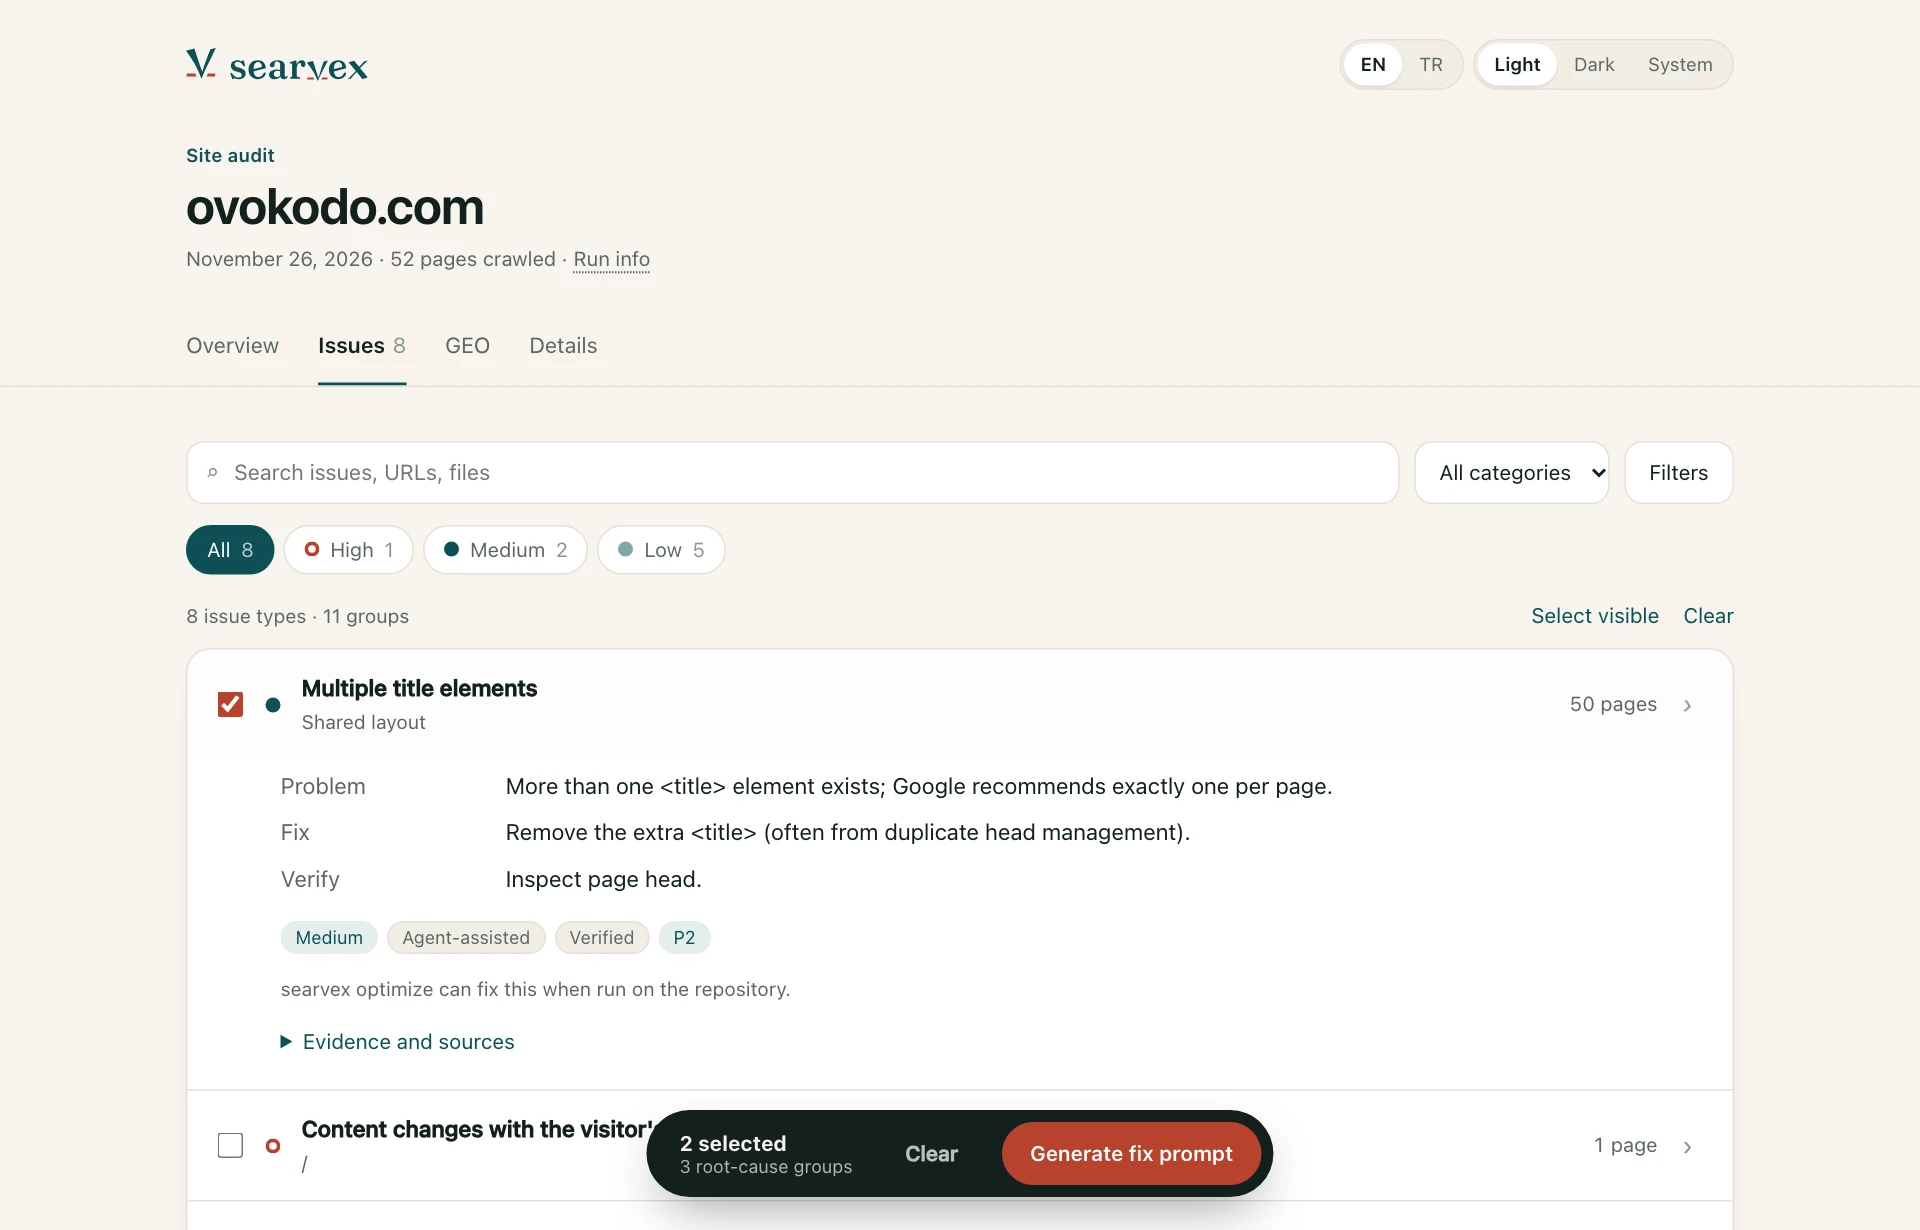 searvex
EN TR
Light Dark System
Site audit
ovokodo.com
November 26, 2026 · 52 pages crawled · Run info
Overview Issues 8 GEO Details
Search issues, URLs, files
All categories
Filters
All 8 High 1 Medium 2 Low 5
8 issue types · 11 groups
Select visible Clear
Multiple title elements
Shared layout
50 pages
Problem More than one <title> element exists; Google recommends exactly one per page.
Fix Remove the extra <title> (often from duplicate head management).
Verify Inspect page head.
Medium Agent-assisted Verified P2
searvex optimize can fix this when run on the repository.
Evidence and sources
Content changes with the visitor's
/
1 page
2 selected
3 root-cause groups
Clear
Generate fix prompt